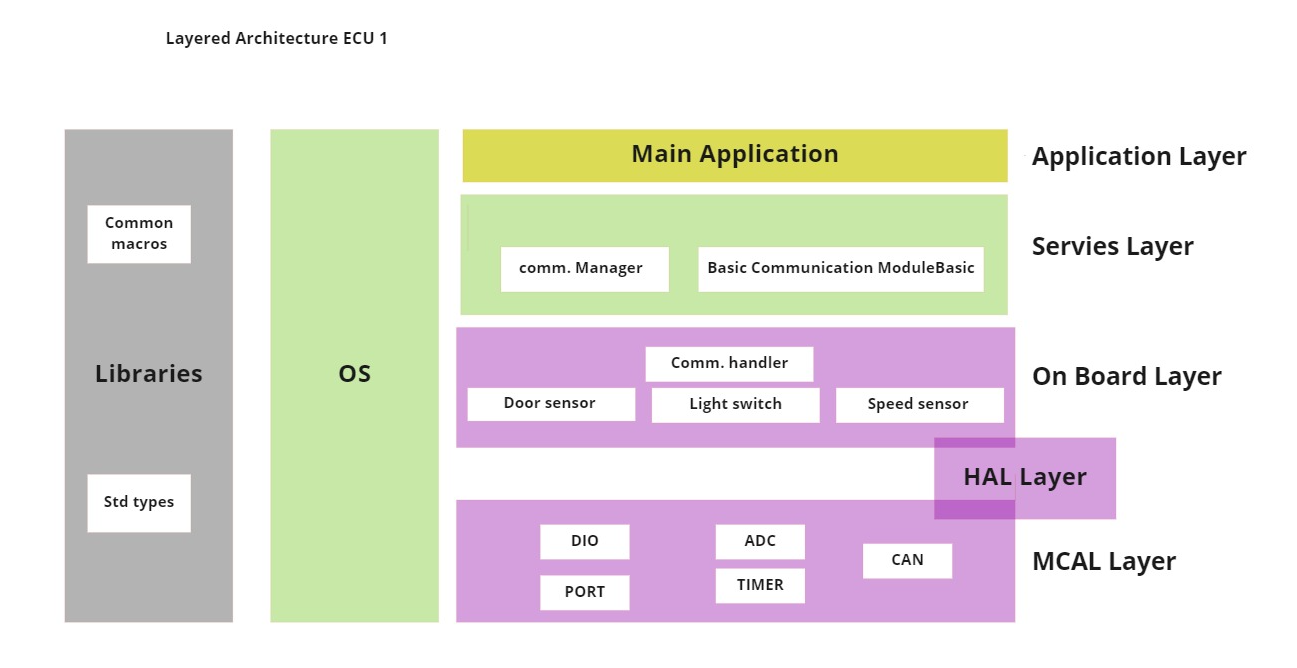 Layered Architecture ECU 1
Main Application
Application Layer
Common
macros
Servies Layer
comm. Manager
Basic Communication ModuleBasic
Libraries
OS
Comm. handler
On Board Layer
Door sensor
Light switch
Speed sensor
HAL Layer
Std types
DIO
ADC
CAN
MCAL Layer
PORT
TIMER